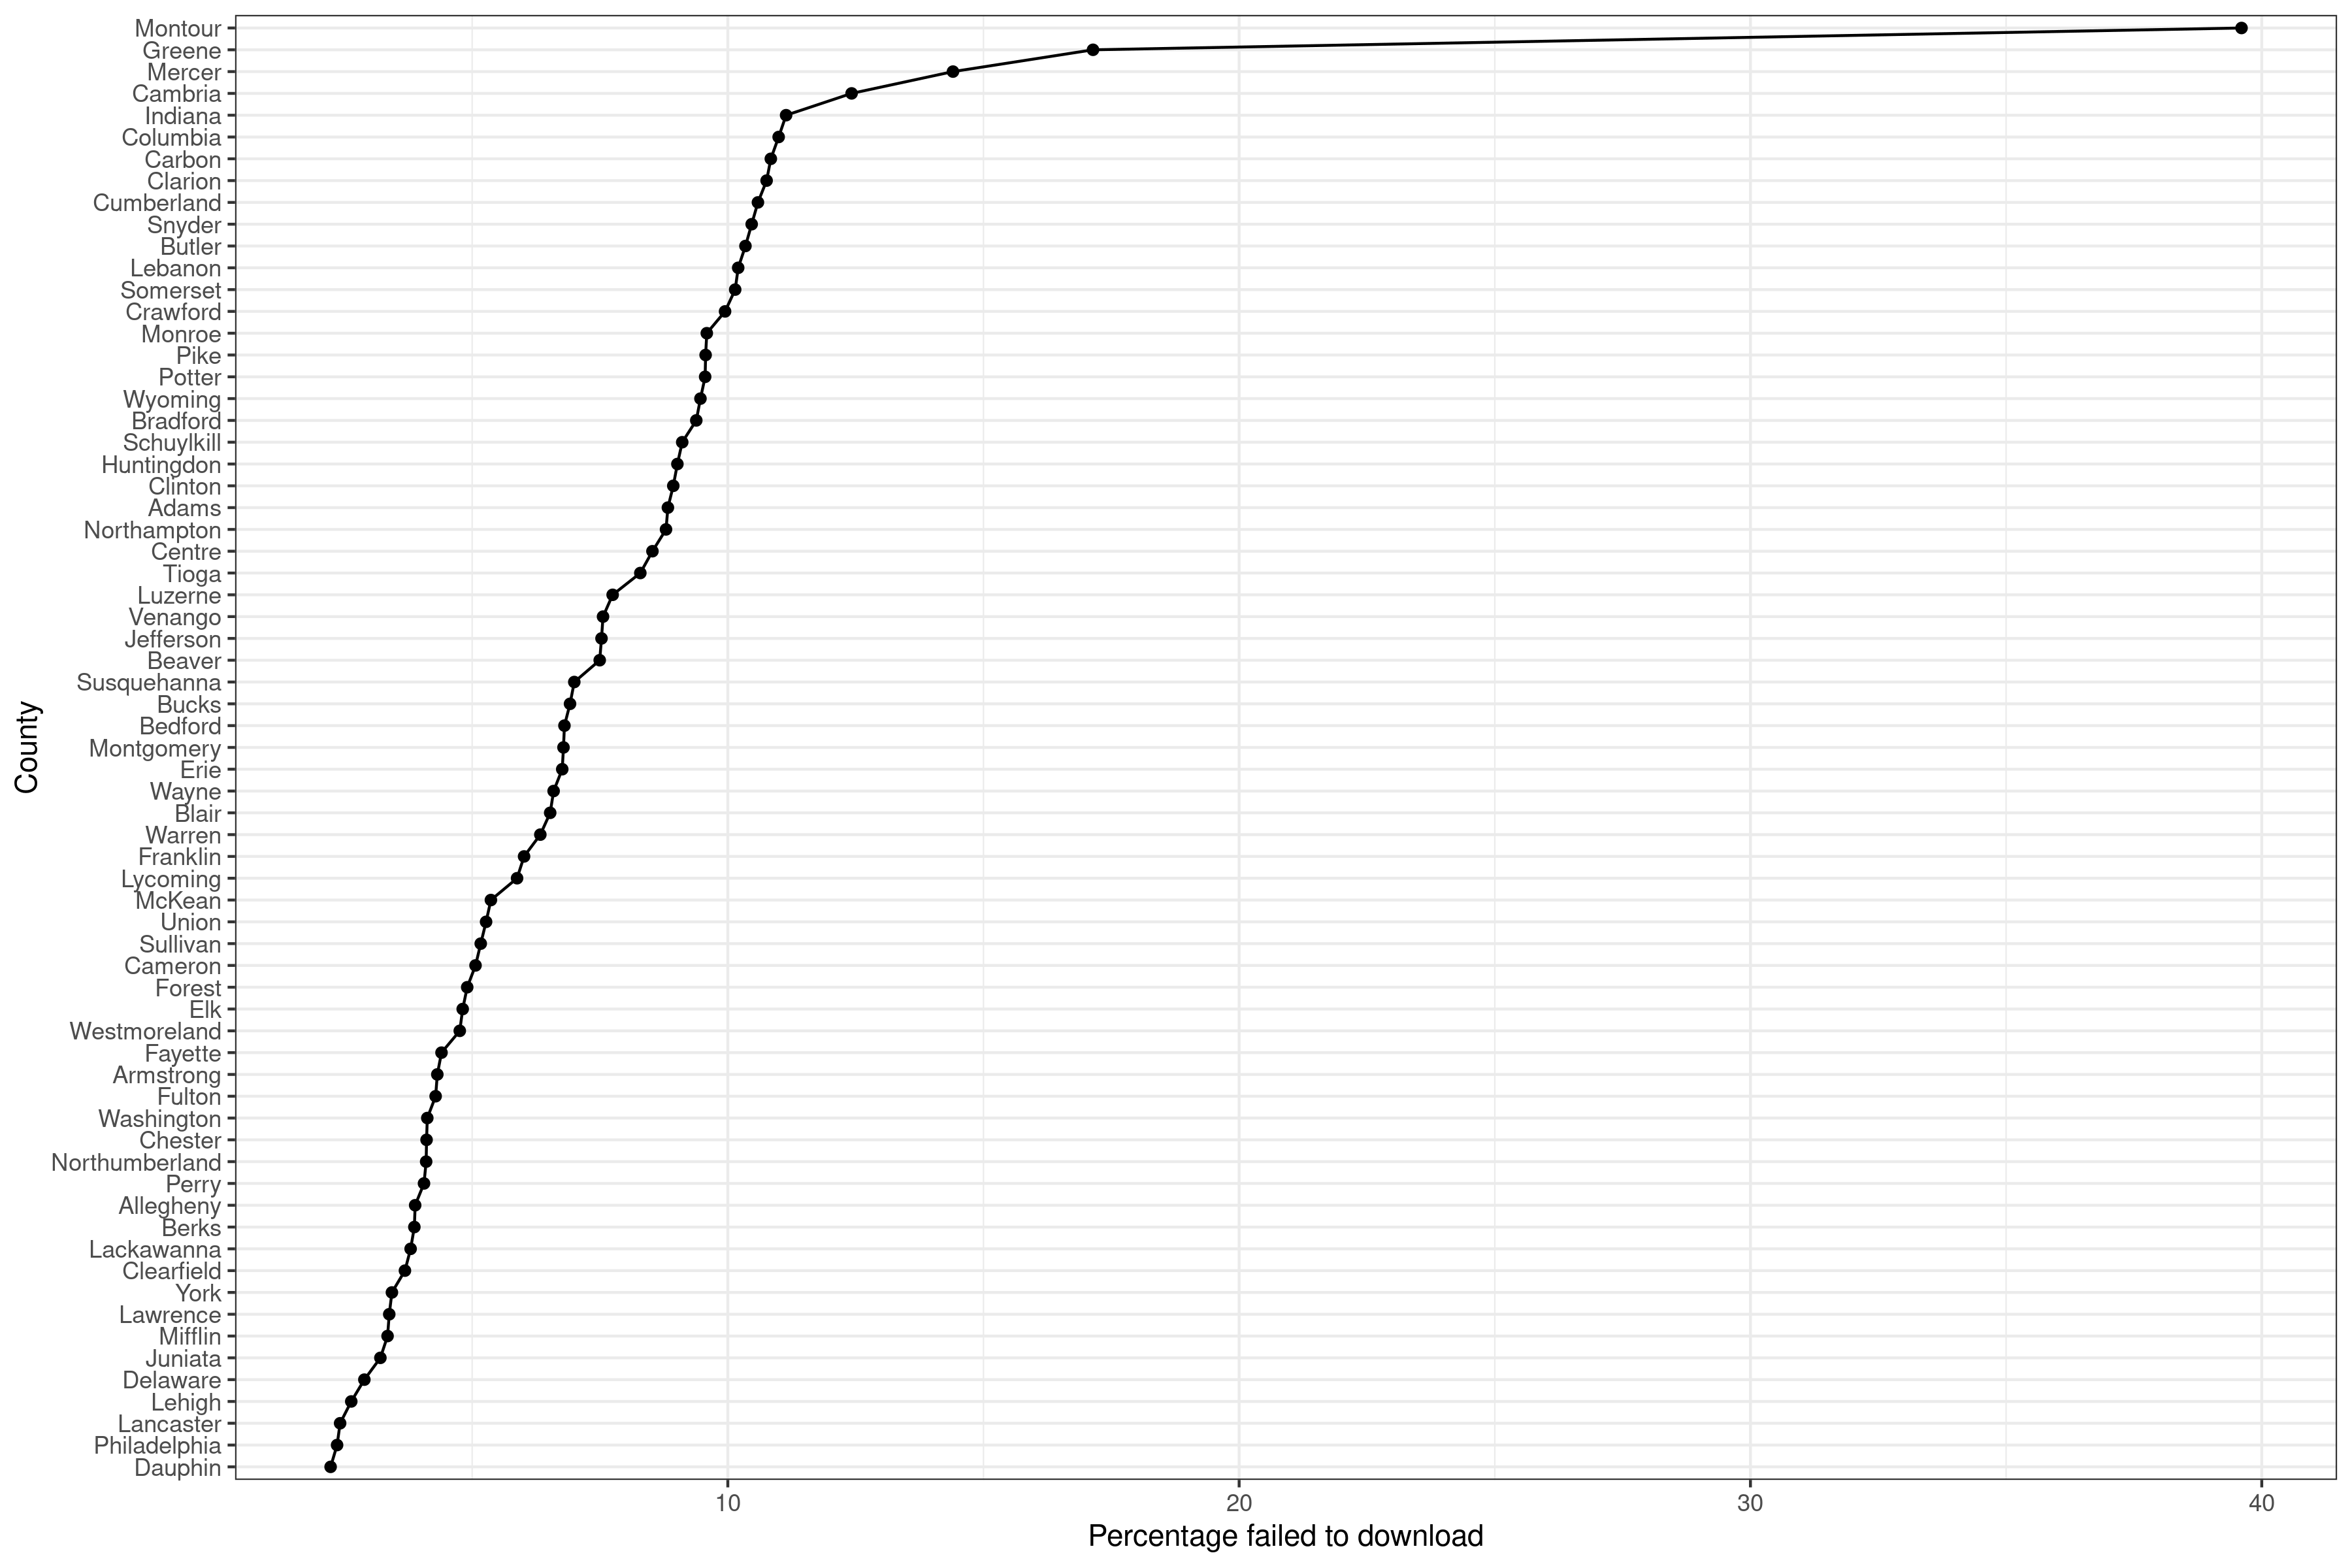 Montour
Greene
Mercer
Cambria
Indiana
Columbia
Carbon
Clarion
Cumberland
Snyder
Butler
Lebanon
Somerset
Crawford
Monroe
Pike
Potter
Wyoming
Bradford
Schuylkill
Huntingdon
Clinton
Adams
Northampton
Centre
Tioga
Luzerne
Venango
Jefferson
Beaver
Susquehanna
Bucks
Bedford
Montgomery
Erie
Wayne
Blair
Warren
Franklin
Lycoming
McKean
Union
Sullivan
Cameron
Forest
Elk
Westmoreland
Fayette
Armstrong
Fulton
Washington
Chester
Northumberland
Perry
Allegheny
Berks
Lackawanna
Clearfield
York
Lawrence
Mifflin
Juniata
Delaware
Lehigh
Lancaster
Philadelphia
Dauphin
County
10 20 30 40
Percentage failed to download